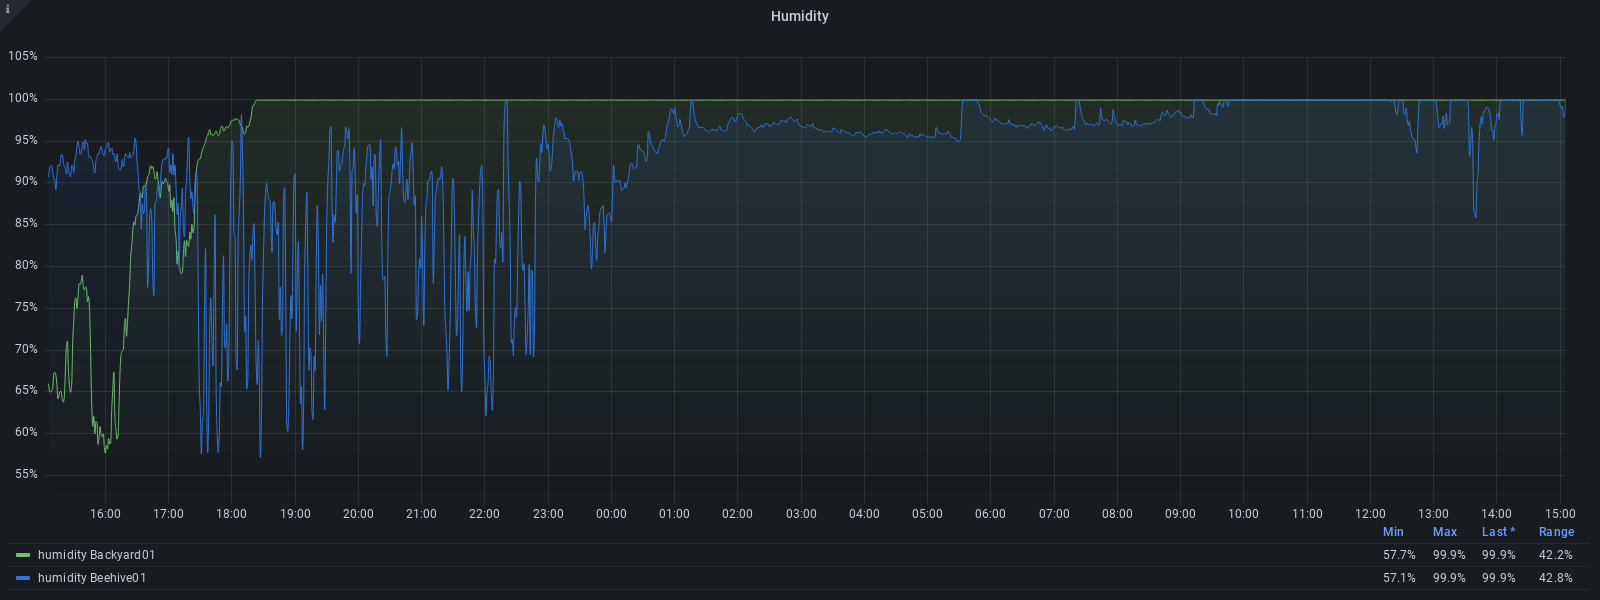 i
Humidity
105%
100%
95%
90%
85%
80%
75%
70%
65%
60%
55%
16:00 17:00 18:00 19:00 20:00 21:00 22:00 23:00 00:00 01:00 02:00 03:00 04:00 05:00 06:00 07:00 08:00 09:00 10:00 11:00 12:00 13:00 14:00 15:00
Min Max Last * Range
humidity Backyard01 57.7% 99.9% 99.9% 42.2%
humidity Beehive01 57.1% 99.9% 99.9% 42.8%